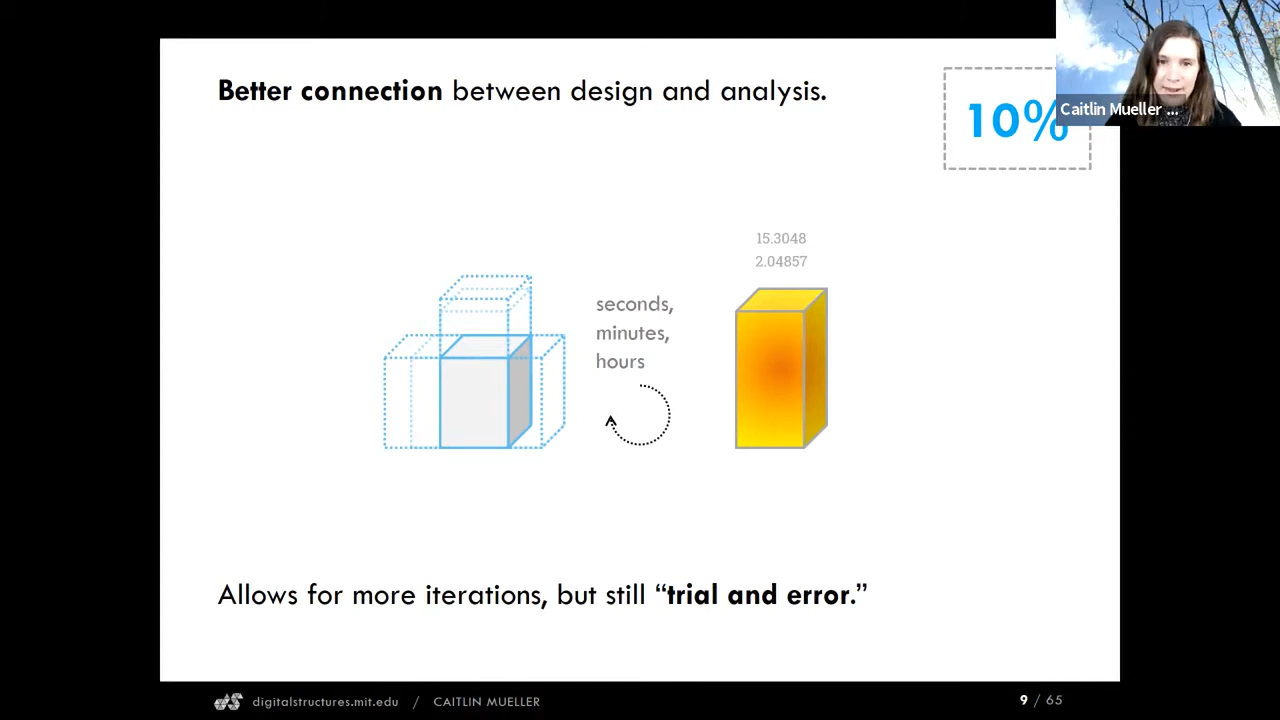 Better connection between design and analysis.
10%
Caitlin Mueller ...
15.3048
2.04857
seconds,
minutes,
hours
Allows for more iterations, but still “trial and error.”
digitalstructures.mit.edu / CAITLIN MUELLER
9 / 65